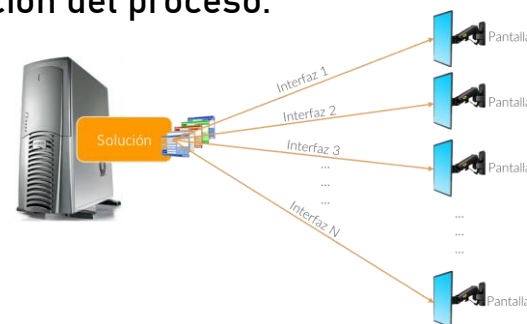 ción del proceso.
Pantalla
Interfaz 1
Pantalla
Interfaz 2
Solución
Interfaz 3
Pantalla
...
...
Interfaz N
...
...
...
Pantalla